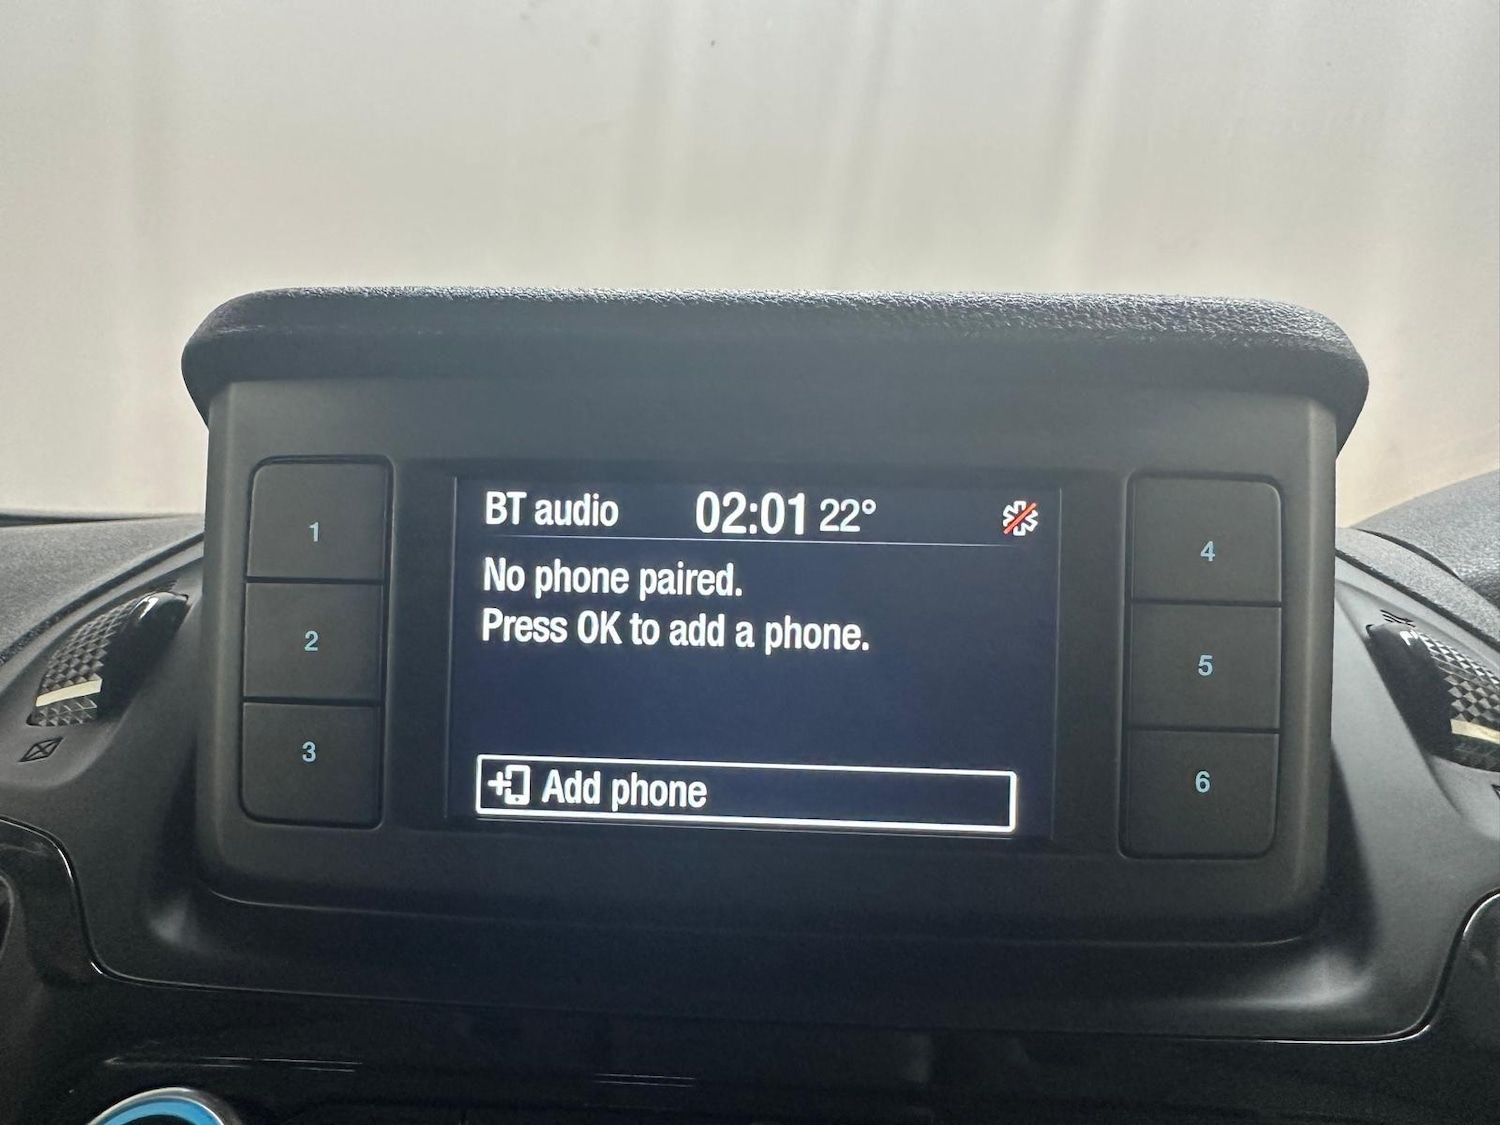 BT audio 02:01 22°
No phone paired.
Press OK to add a phone.
Add phone
1
2
3
4
5
6